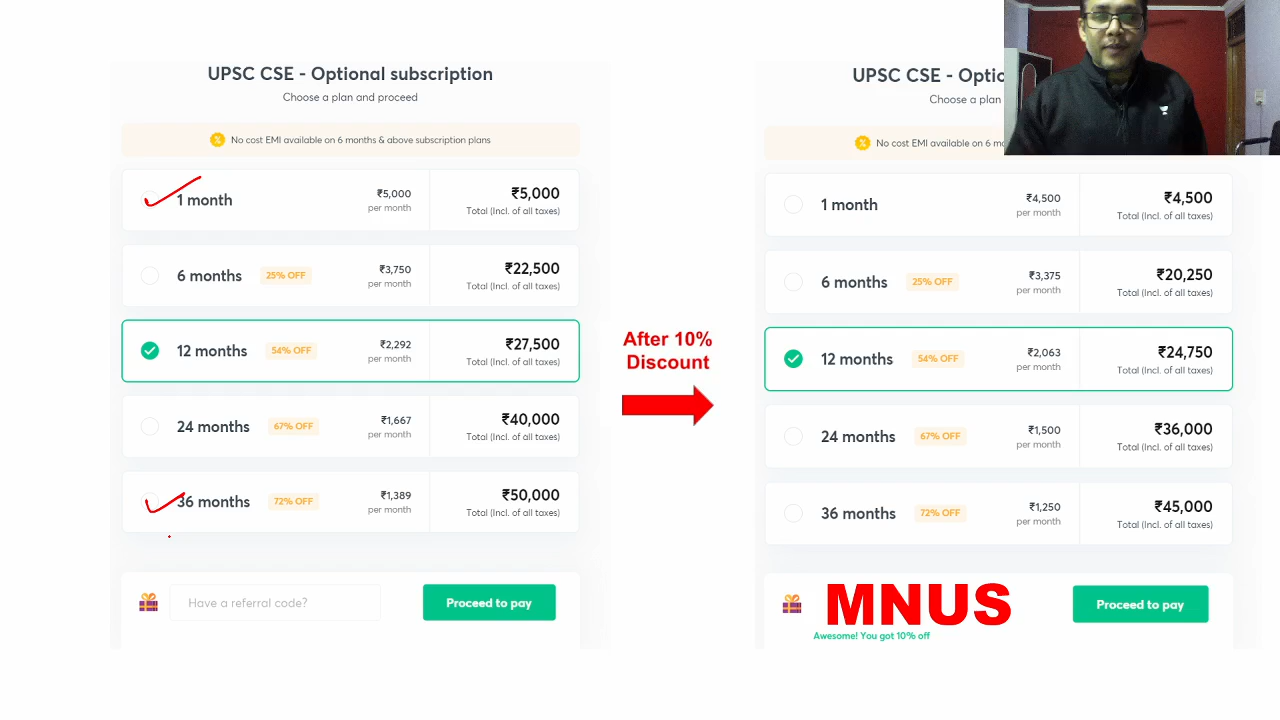 UPSC CSE - Optional subscription
Choose a plan and proceed
No cost EMI available on 6 months & above subscription plans
1 month ₹5,000 per month ₹5,000 Total (Incl. of all taxes)
6 months 25% OFF ₹3,750 per month ₹22,500 Total (Incl. of all taxes)
12 months 54% OFF ₹2,292 per month ₹27,500 Total (Incl. of all taxes)
24 months 67% OFF ₹1,667 per month ₹40,000 Total (Incl. of all taxes)
36 months 72% OFF ₹1,389 per month ₹50,000 Total (Incl. of all taxes)
Have a referral code? Proceed to pay
After 10%
Discount
UPSC CSE - Optio
Choose a plan
No cost EMI available on 6 mo
1 month ₹4,500 per month ₹4,500 Total (Incl. of all taxes)
6 months 25% OFF ₹3,375 per month ₹20,250 Total (Incl. of all taxes)
12 months 54% OFF ₹2,063 per month ₹24,750 Total (Incl. of all taxes)
24 months 67% OFF ₹1,500 per month ₹36,000 Total (Incl. of all taxes)
36 months 72% OFF ₹1,250 per month ₹45,000 Total (Incl. of all taxes)
MNUS Proceed to pay
Awesome! You got 10% off